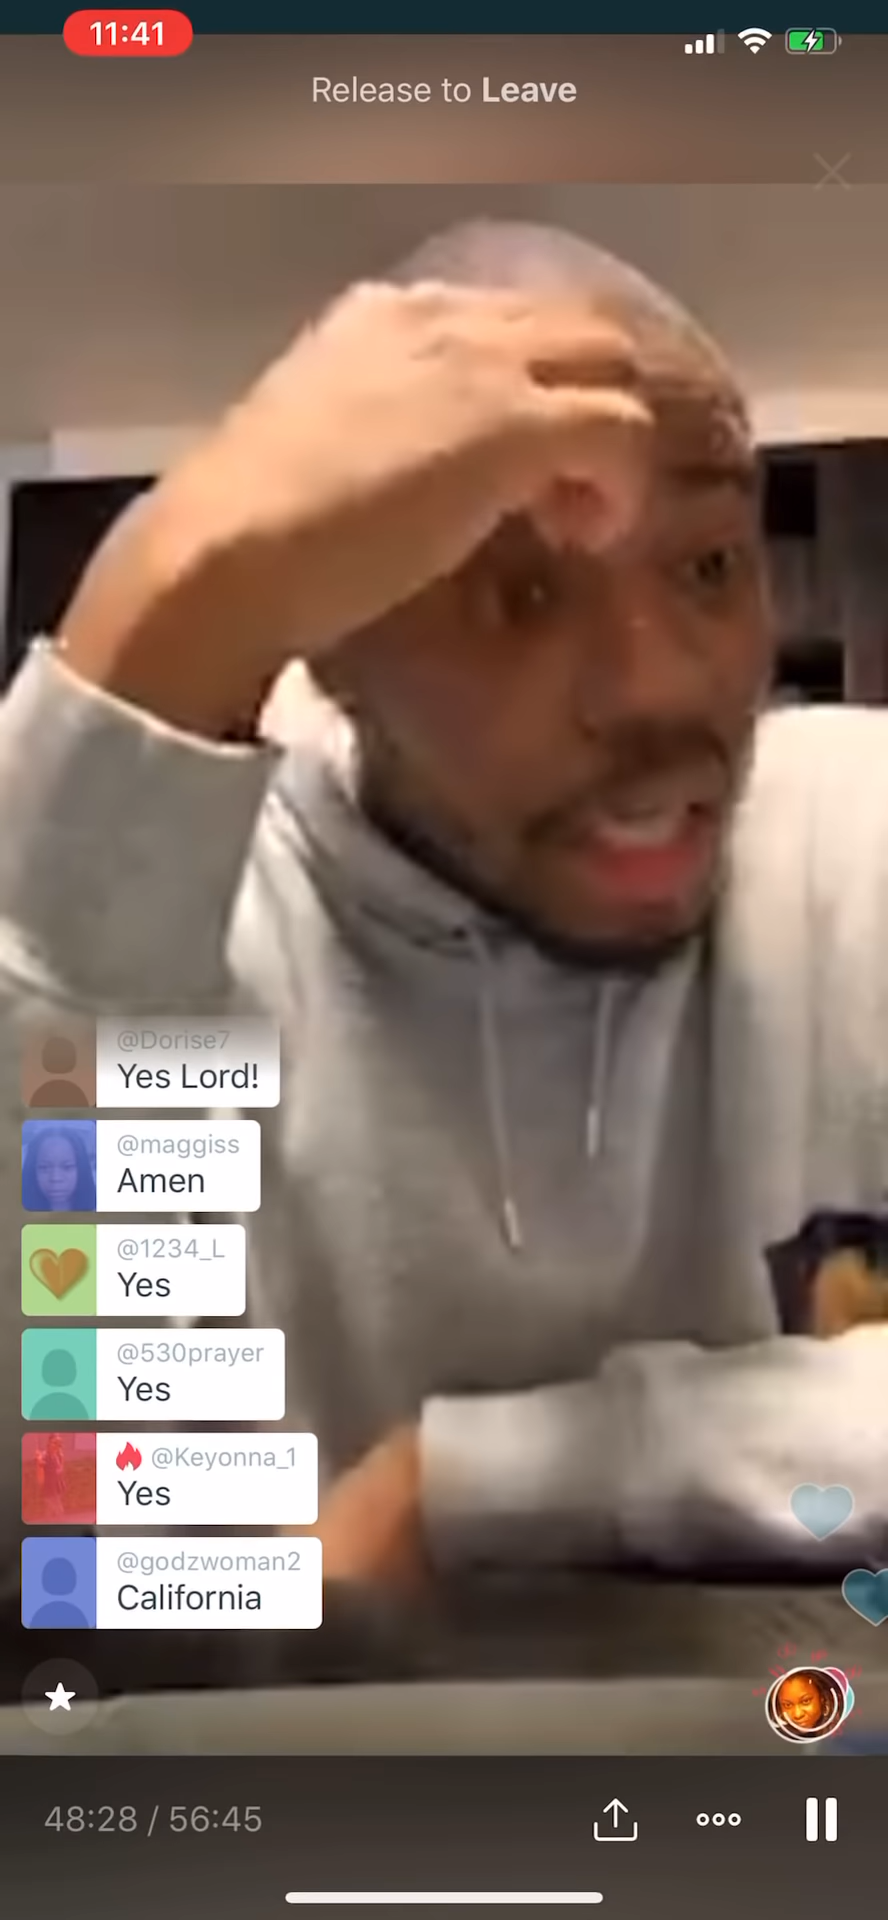 11:41
Release to Leave
@Dorise7
Yes Lord!
@maggiss
Amen
@1234_L
Yes
@530prayer
Yes
@Keyonna_1
Yes
@godzwoman2
California
48:28 / 56:45